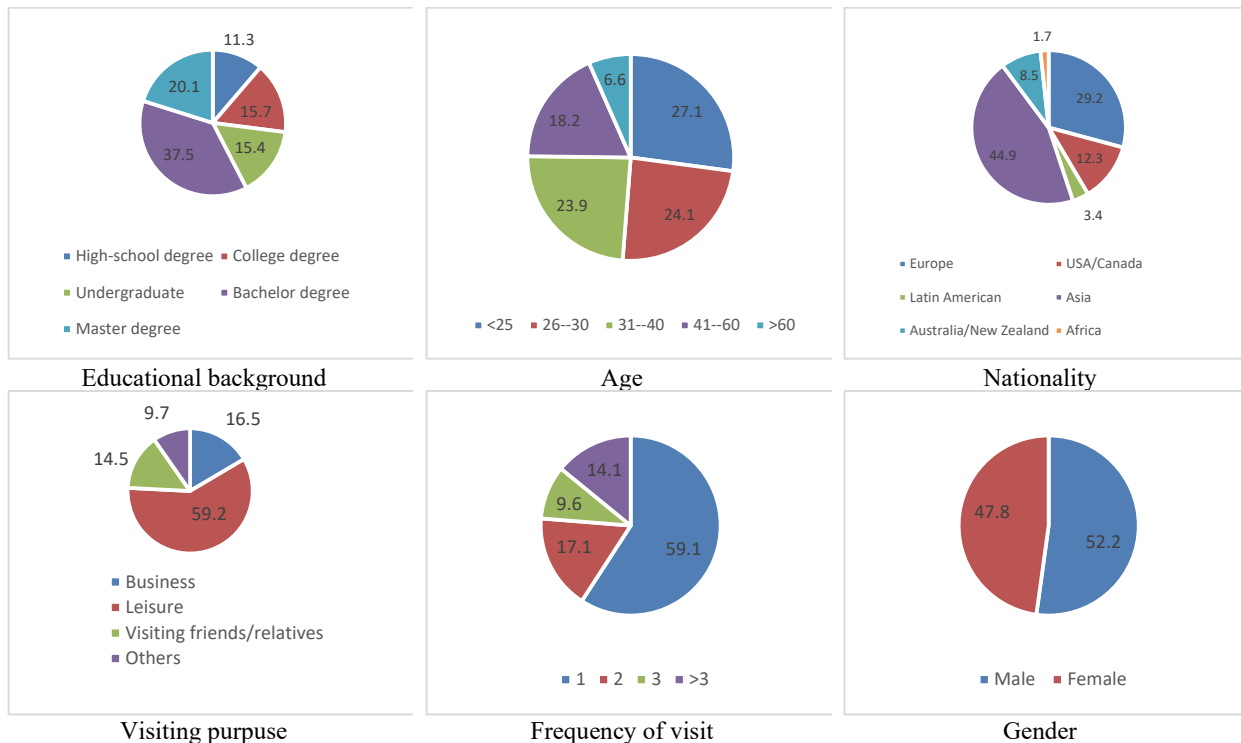 11.3
15.7
15.4
37.5
20.1
High-school degree College degree
Undergraduate Bachelor degree
Master degree
Educational background
27.1
24.1
23.9
18.2
6.6
<25 26--30 31--40 41--60 >60
Age
29.2
12.3
3.4
44.9
8.5
1.7
Europe USA/Canada
Latin American Asia
Australia/New Zealand Africa
Nationality
16.5
59.2
14.5
9.7
Business
Leisure
Visiting friends/relatives
Others
Visiting purpuse
59.1
17.1
9.6
14.1
1 2 3 >3
Frequency of visit
52.2
47.8
Male Female
Gender